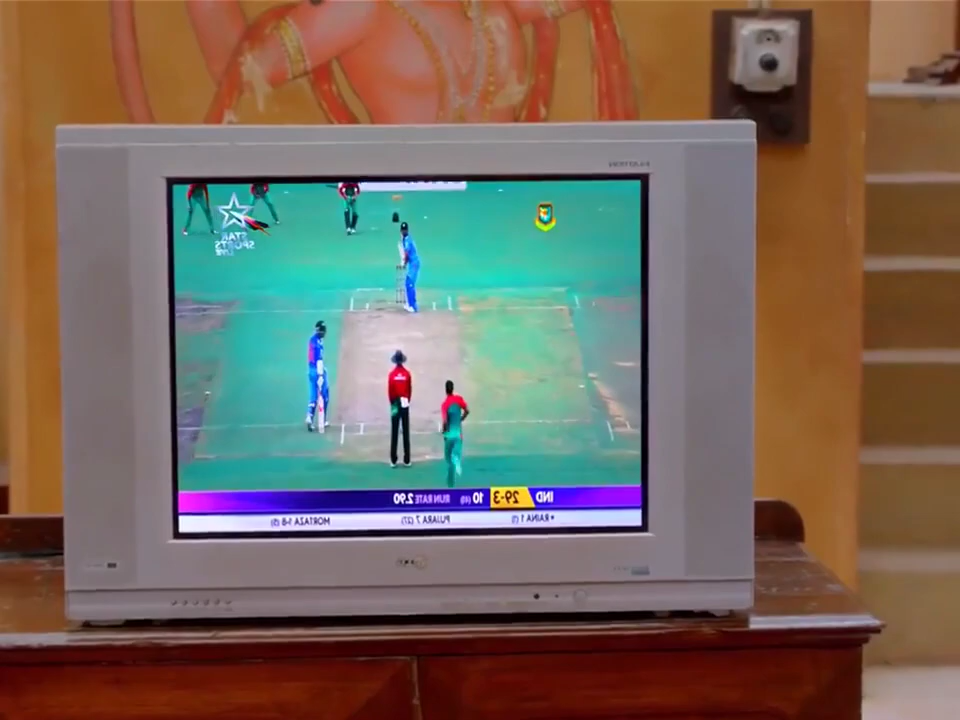 STAR
SPORTS
LIVE
IND 29-3 10 RUN RATE 2.90
*RAINA 1 PUJARA 7 (27) MORTAZA 1-8 (5)